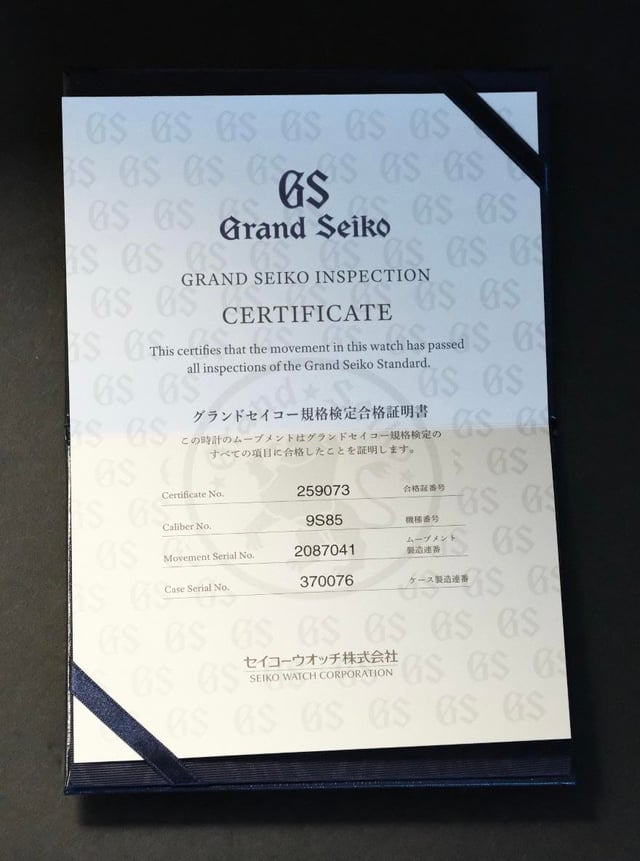 GS
Grand Seiko
GRAND SEIKO INSPECTION
CERTIFICATE
This certifies that the movement in this watch has passed
all inspections of the Grand Seiko Standard.
グランドセイコー規格検定合格証明書
この時計のムーブメントはグランドセイコー規格検定の
すべての項目に合格したことを証明します。
Certificate No. 259073 合格証番号
Caliber No. 9S85 機種番号
Movement Serial No. 2087041 ムーブメント
製造連番
Case Serial No. 370076 ケース製造連番
セイコーウオッチ株式会社
SEIKO WATCH CORPORATION